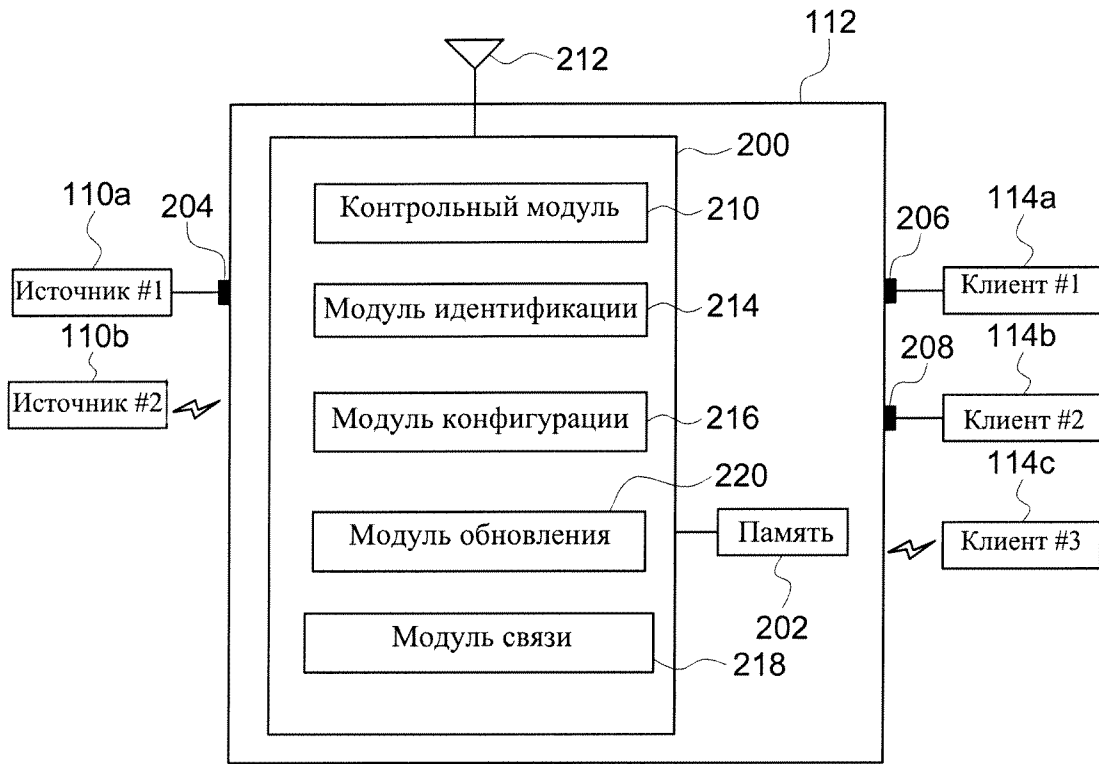 112
212
200
110a
204
Контрольный модуль
210
206
114a
Источник #1
Клиент #1
Модуль идентификации
214
110b
114b
208
Источник #2
Модуль конфигурации
216
Клиент #2
220
114c
Модуль обновления
Память
Клиент #3
202
Модуль связи
218